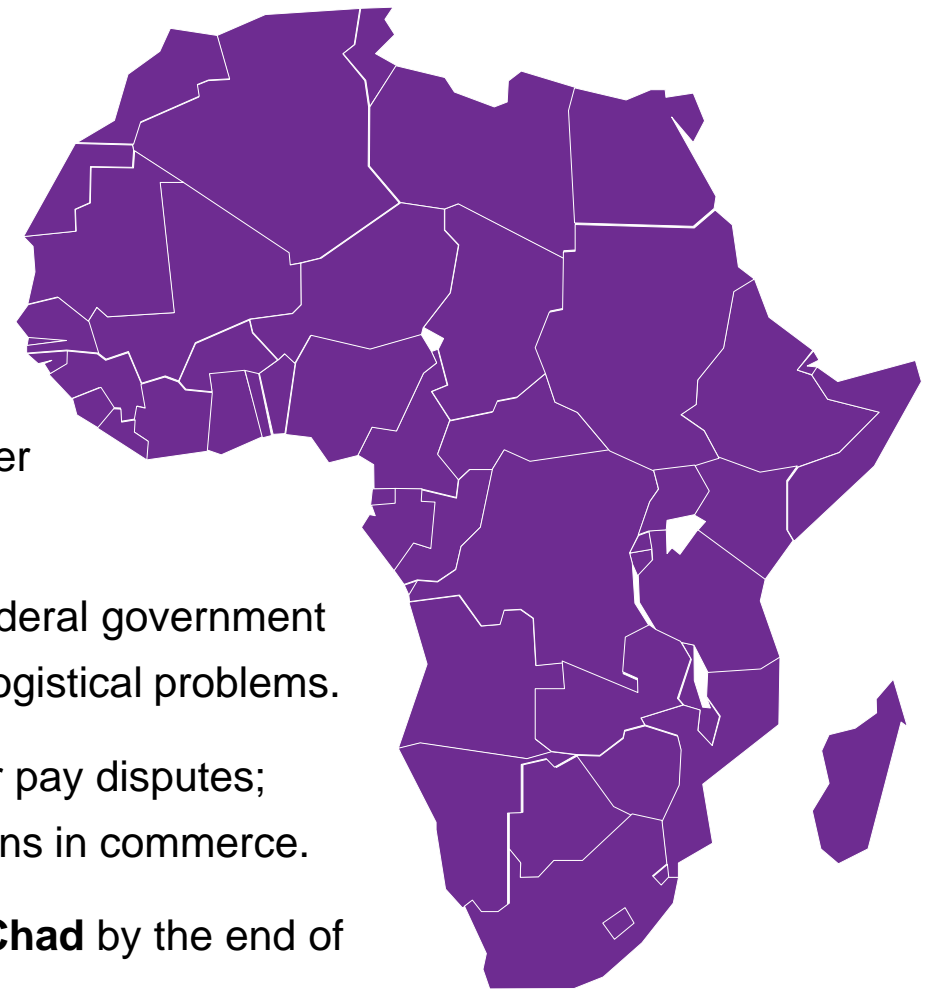 er
deral government
ogistical problems.
r pay disputes;
ns in commerce.
Chad by the end of